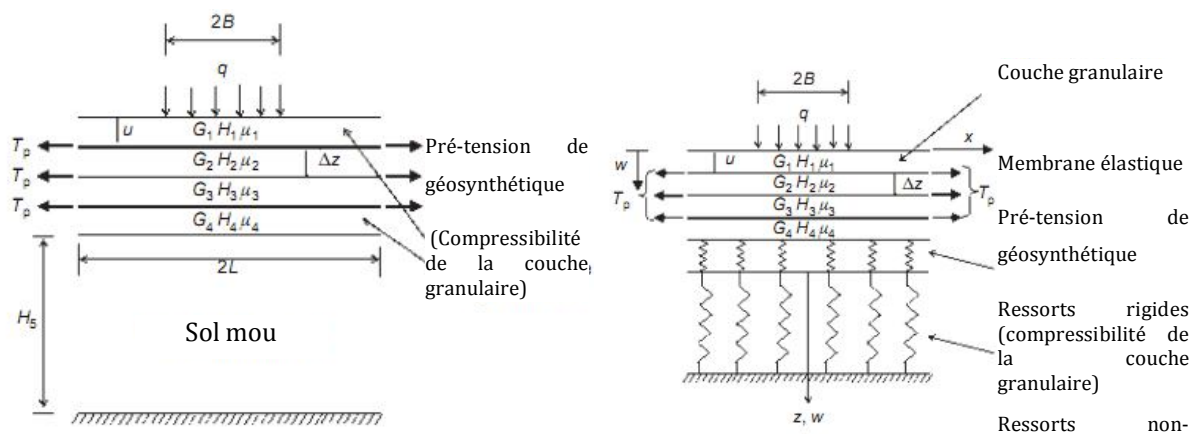 2B
q
u
G₁ H₁ μ₁
Tₚ
G₂ H₂ μ₂
Δz
Tₚ
G₃ H₃ μ₃
Tₚ
G₄ H₄ μ₄
2L
H₅
Sol mou
Pré-tension de
géosynthétique
(Compressibilité
de la couche
granulaire)
2B
q
x
w
u
G₁ H₁ μ₁
G₂ H₂ μ₂
Δz
Tₚ
Tₚ
G₃ H₃ μ₃
G₄ H₄ μ₄
z, w
Couche granulaire
Membrane élastique
Pré-tension de
géosynthétique
Ressorts rigides
(compressibilité de
la couche
granulaire)
Ressorts non-